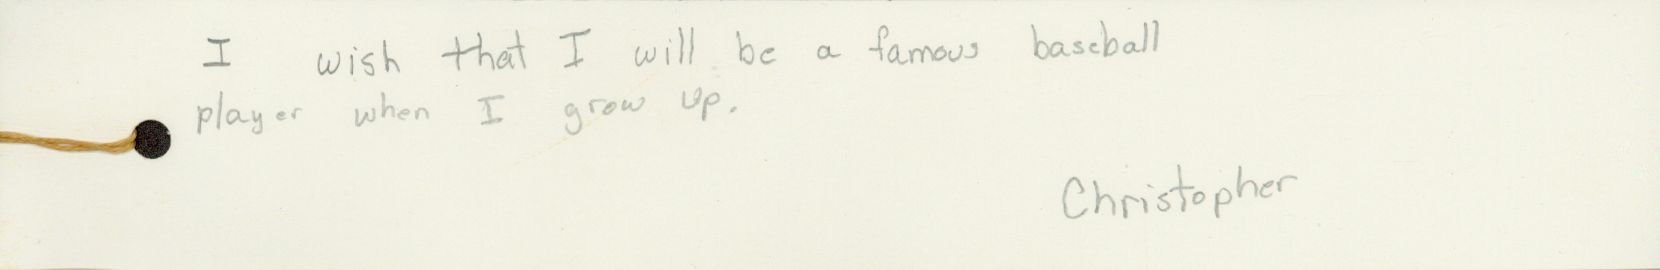 I wish that I will be a famous baseball
player when I grow up.
Christopher